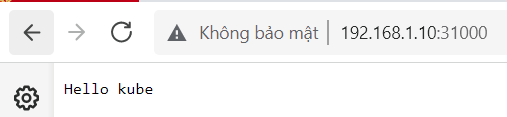 Không bảo mật 192.168.1.10:31000
Hello kube